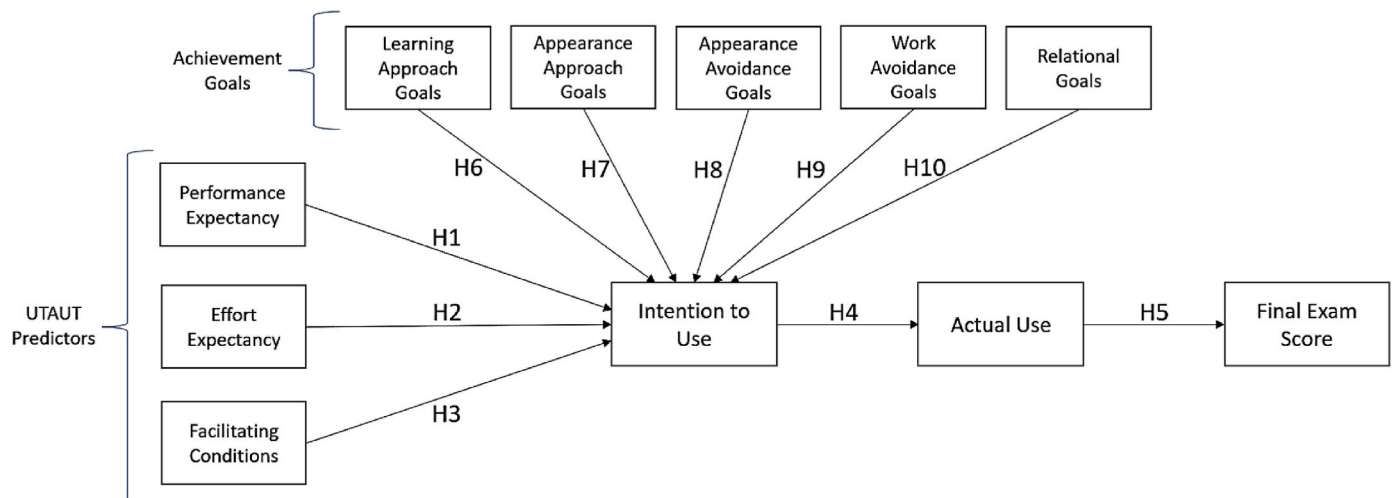 Achievement
Goals
Learning
Approach
Goals
Appearance
Approach
Goals
Appearance
Avoidance
Goals
Work
Avoidance
Goals
Relational
Goals
H6
H7
H8
H9
H10
UTAUT
Predictors
Performance
Expectancy
Effort
Expectancy
Facilitating
Conditions
H1
H2
H3
Intention to
Use
H4
Actual Use
H5
Final Exam
Score